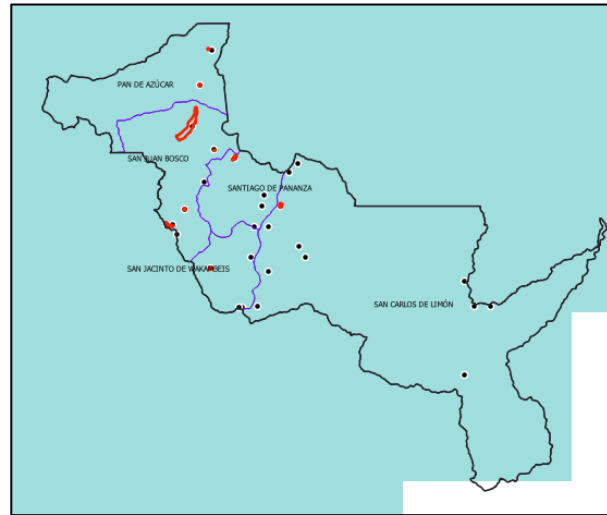 PAN DE AZÚCAR
SAN JUAN BOSCO
SANTIAGO DE PANANZA
SAN JACINTO DE WAKAMBEIS
SAN CARLOS DE LIMÓN